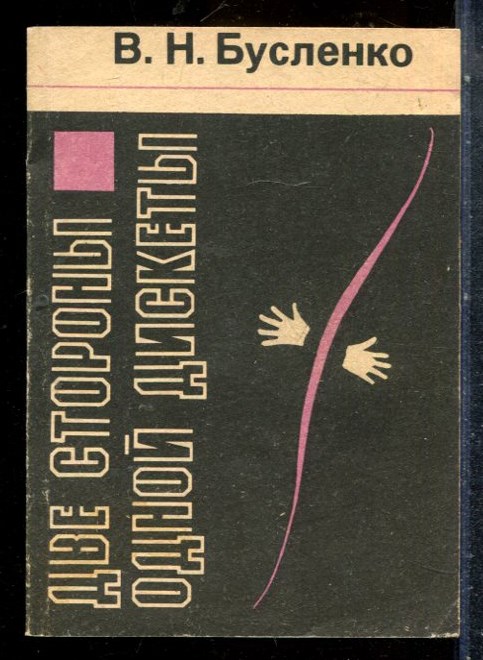 В. Н. Бусленко
ДВЕ СТОРОНЫ
ОДНОЙ ДИСКЕТЫ